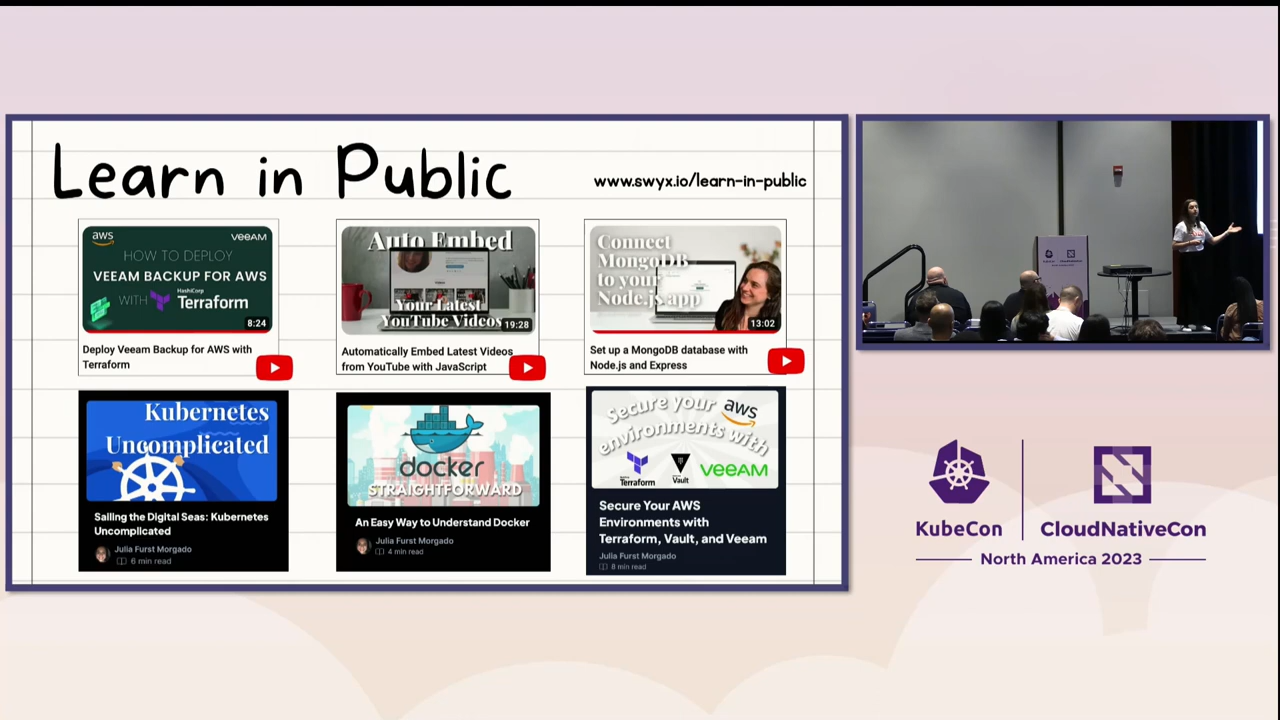 Learn in Public
www.swyx.io/learn-in-public
aws
VEEAM
HOW TO DEPLOY
VEEAM BACKUP FOR AWS
WITH HashiCorp Terraform
8:24
Deploy Veeam Backup for AWS with
Terraform
Auto Embed
Your Latest
YouTube Videos
19:28
Automatically Embed Latest Videos
from YouTube with JavaScript
Connect
MongoDB
to your
Node.js app
13:02
Set up a MongoDB database with
Node.js and Express
Kubernetes
Uncomplicated
Sailing the Digital Seas: Kubernetes
Uncomplicated
Julia Furst Morgado
6 min read
docker
STRAIGHTFORWARD
An Easy Way to Understand Docker
Julia Furst Morgado
4 min read
Secure your
environments with
aws
Terraform
Vault
VEEAM
Secure Your AWS
Environments with
Terraform, Vault, and Veeam
Julia Furst Morgado
8 min read
KubeCon
CloudNativeCon
North America 2023